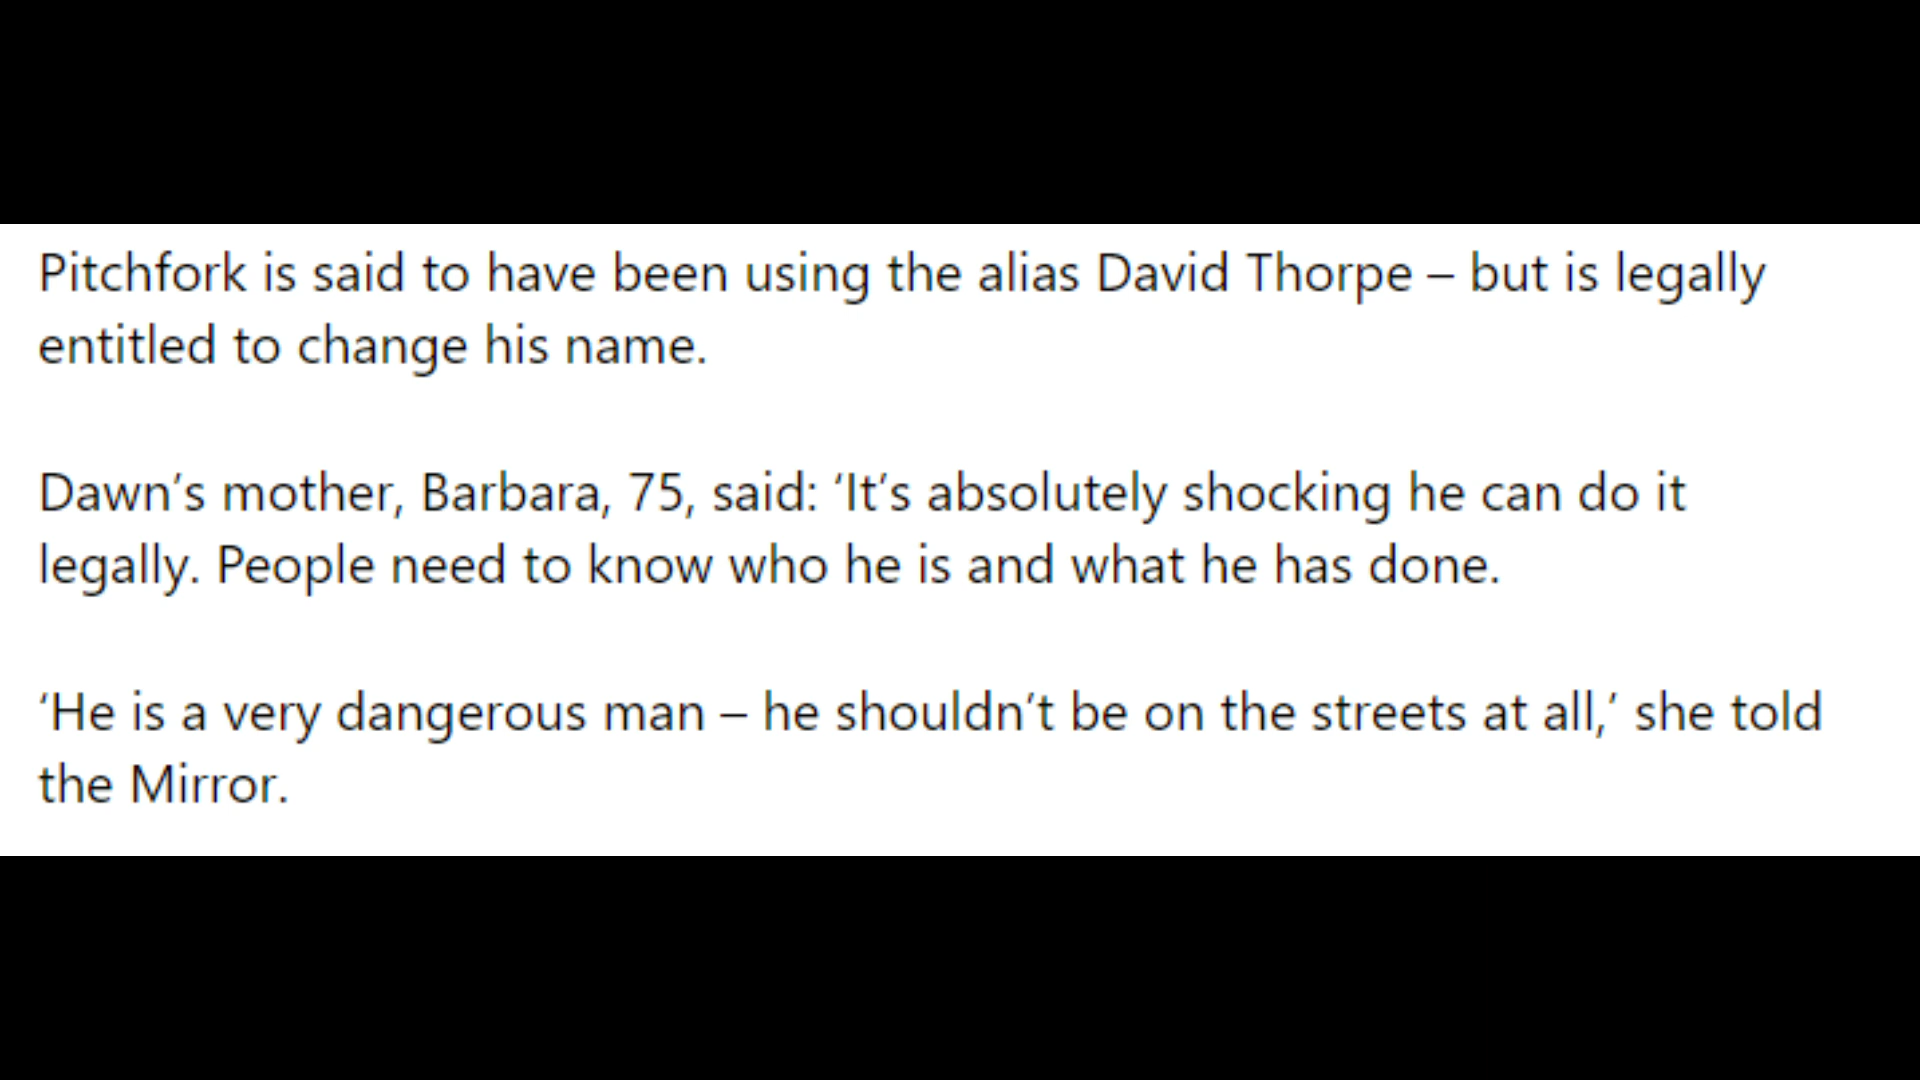 Pitchfork is said to have been using the alias David Thorpe – but is legally
entitled to change his name.
Dawn’s mother, Barbara, 75, said: ‘It’s absolutely shocking he can do it
legally. People need to know who he is and what he has done.
‘He is a very dangerous man – he shouldn’t be on the streets at all,’ she told
the Mirror.